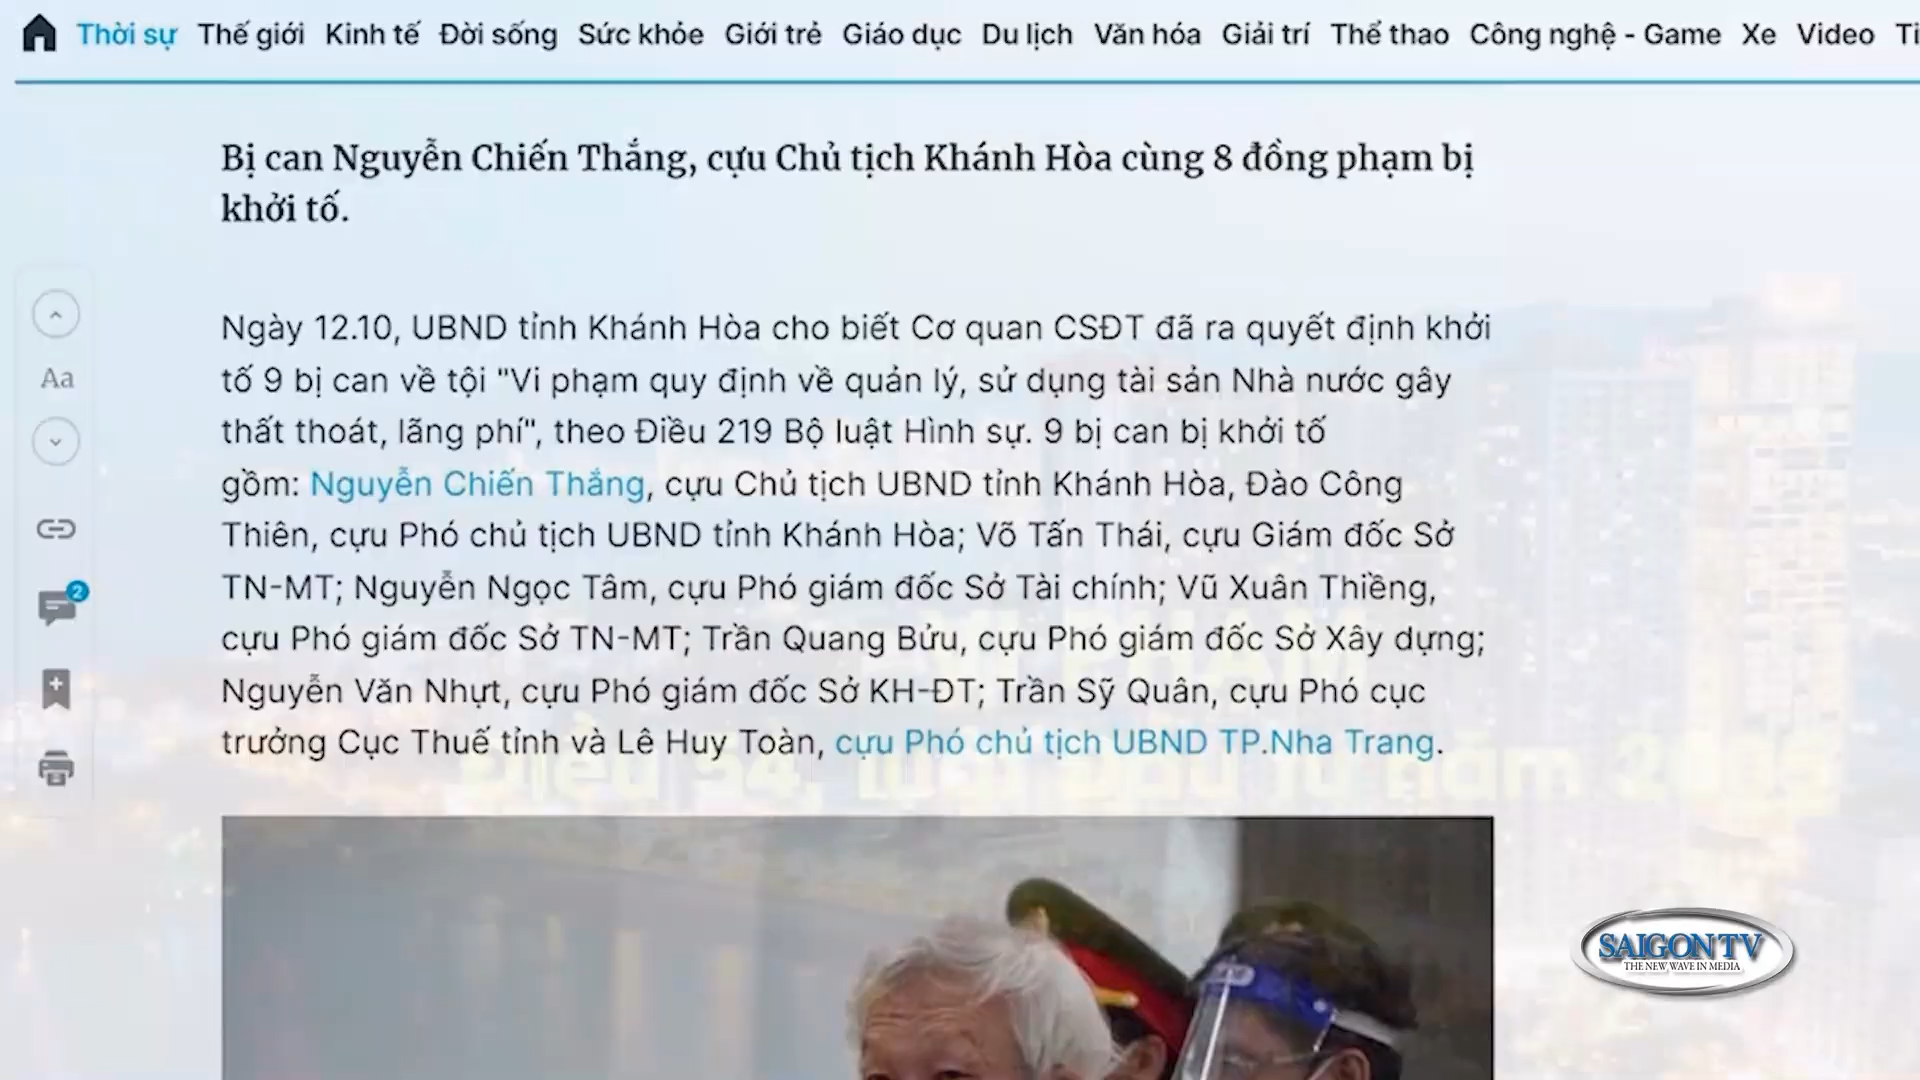 Thời sự Thế giới Kinh tế Đời sống Sức khỏe Giới trẻ Giáo dục Du lịch Văn hóa Giải trí Thể thao Công nghệ - Game Xe Video Ti
Bị can Nguyễn Chiến Thắng, cựu Chủ tịch Khánh Hòa cùng 8 đồng phạm bị
khởi tố.
Ngày 12.10, UBND tỉnh Khánh Hòa cho biết Cơ quan CSĐT đã ra quyết định khởi
tố 9 bị can về tội "Vi phạm quy định về quản lý, sử dụng tài sản Nhà nước gây
thất thoát, lãng phí", theo Điều 219 Bộ luật Hình sự. 9 bị can bị khởi tố
gồm: Nguyễn Chiến Thắng, cựu Chủ tịch UBND tỉnh Khánh Hòa, Đào Công
Thiên, cựu Phó chủ tịch UBND tỉnh Khánh Hòa; Võ Tấn Thái, cựu Giám đốc Sở
TN-MT; Nguyễn Ngọc Tâm, cựu Phó giám đốc Sở Tài chính; Vũ Xuân Thiềng,
cựu Phó giám đốc Sở TN-MT; Trần Quang Bửu, cựu Phó giám đốc Sở Xây dựng;
Nguyễn Văn Nhựt, cựu Phó giám đốc Sở KH-ĐT; Trần Sỹ Quân, cựu Phó cục
trưởng Cục Thuế tỉnh và Lê Huy Toàn, cựu Phó chủ tịch UBND TP.Nha Trang.
Aa
2
SAIGON TV
THE NEW WAVE IN MEDIA